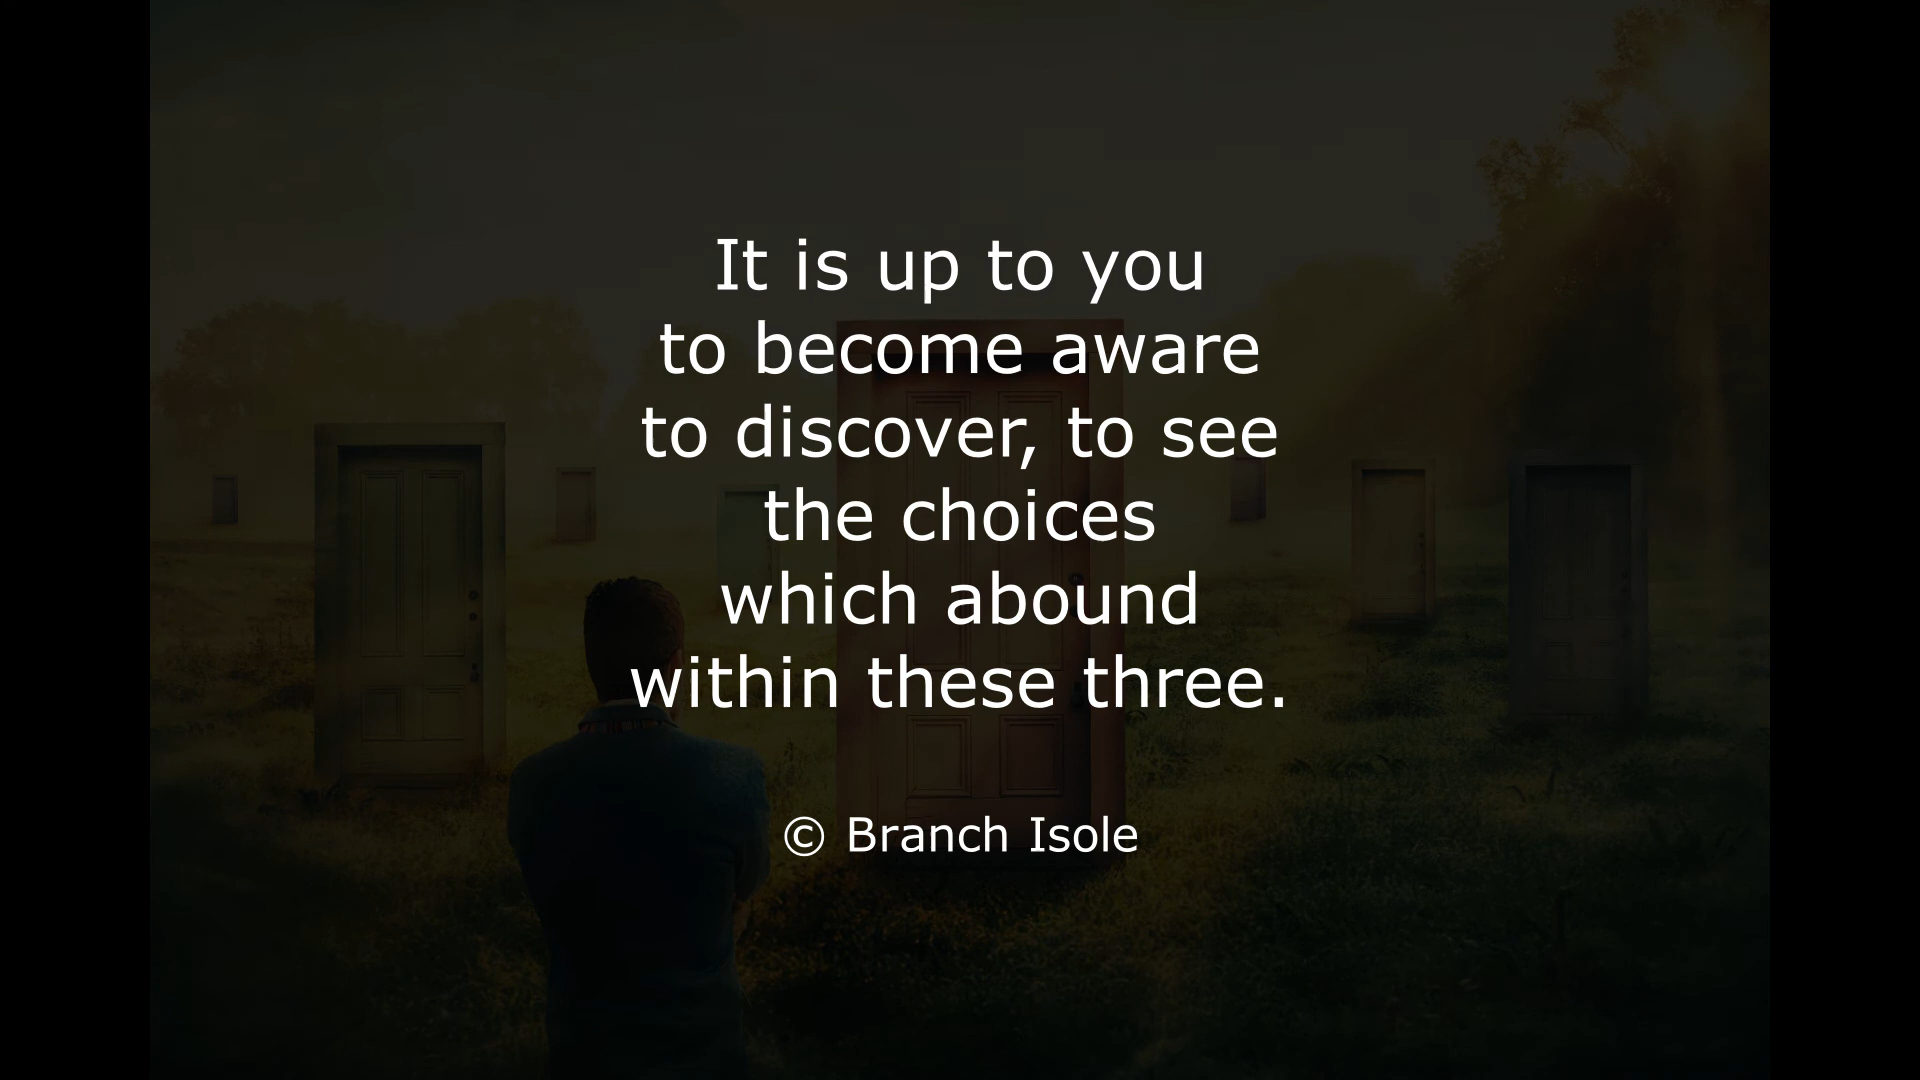 It is up to you
to become aware
to discover, to see
the choices
which abound
within these three.
© Branch Isole